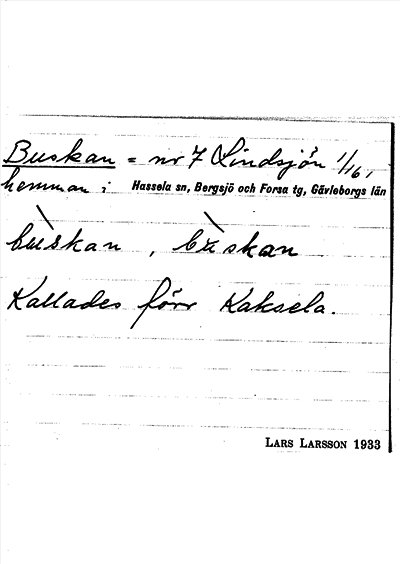 Buskan = nr 7 Lindsjön 1/16,
hemman i Hassela sn, Bergsjö och Forsa tg, Gävleborgs län
bùskan, bùskan
Kallades förr Kaksela.
LARS LARSSON 1933